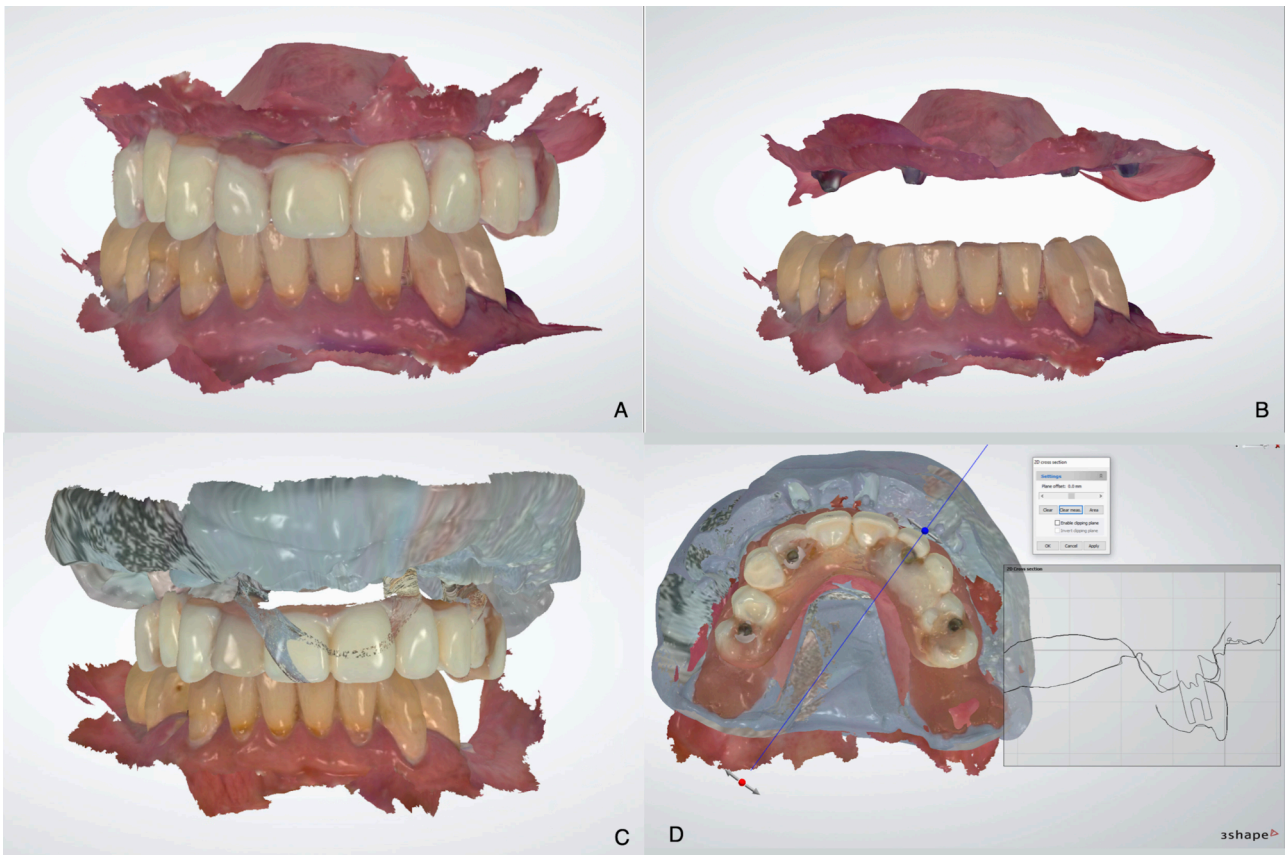 A
B
C
D
2D cross section
Settings
Plane offset: 0.0 mm
Clear
Clear meas.
Area
Enable clipping plane
Invert clipping plane
OK
Cancel
Apply
2D Cross section
3shape